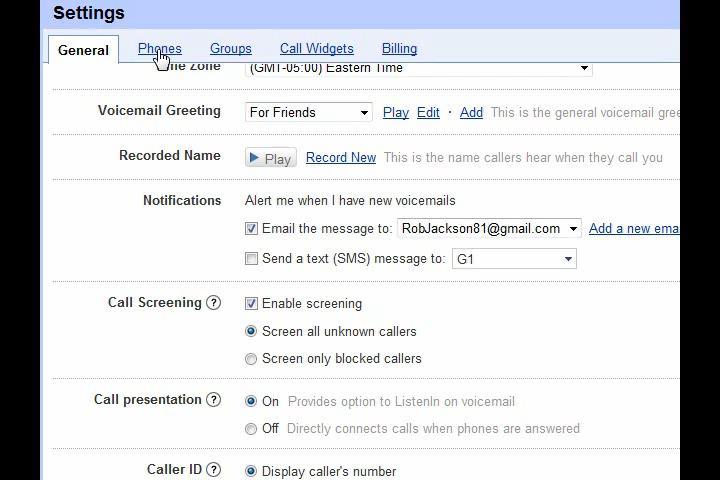 Settings
General Phones Groups Call Widgets Billing
Time Zone (GMT-05:00) Eastern Time
Voicemail Greeting For Friends Play Edit · Add This is the general voicemail gree
Recorded Name Play Record New This is the name callers hear when they call you
Notifications Alert me when I have new voicemails
Email the message to: RobJackson81@gmail.com Add a new ema
Send a text (SMS) message to: G1
Call Screening ? Enable screening
Screen all unknown callers
Screen only blocked callers
Call presentation ? On Provides option to ListenIn on voicemail
Off Directly connects calls when phones are answered
Caller ID ? Display caller's number